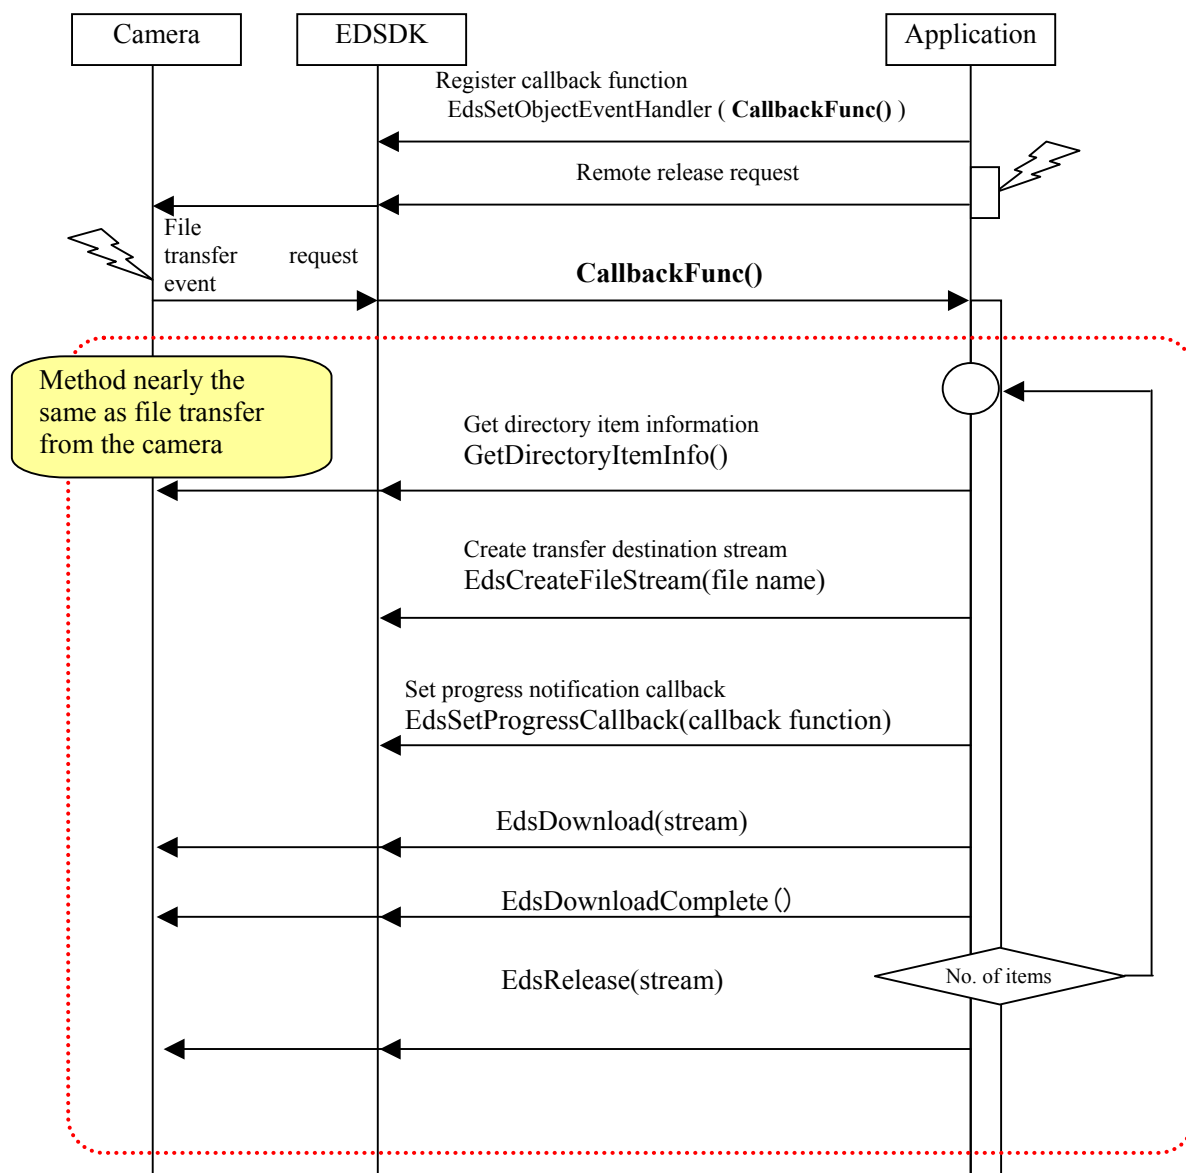 Camera
EDSDK
Application
Register callback function
EdsSetObjectEventHandler ( CallbackFunc() )
Remote release request
File
transfer request
event
CallbackFunc()
Method nearly the
same as file transfer
from the camera
Get directory item information
GetDirectoryItemInfo()
Create transfer destination stream
EdsCreateFileStream(file name)
Set progress notification callback
EdsSetProgressCallback(callback function)
EdsDownload(stream)
EdsDownloadComplete()
EdsRelease(stream)
No. of items